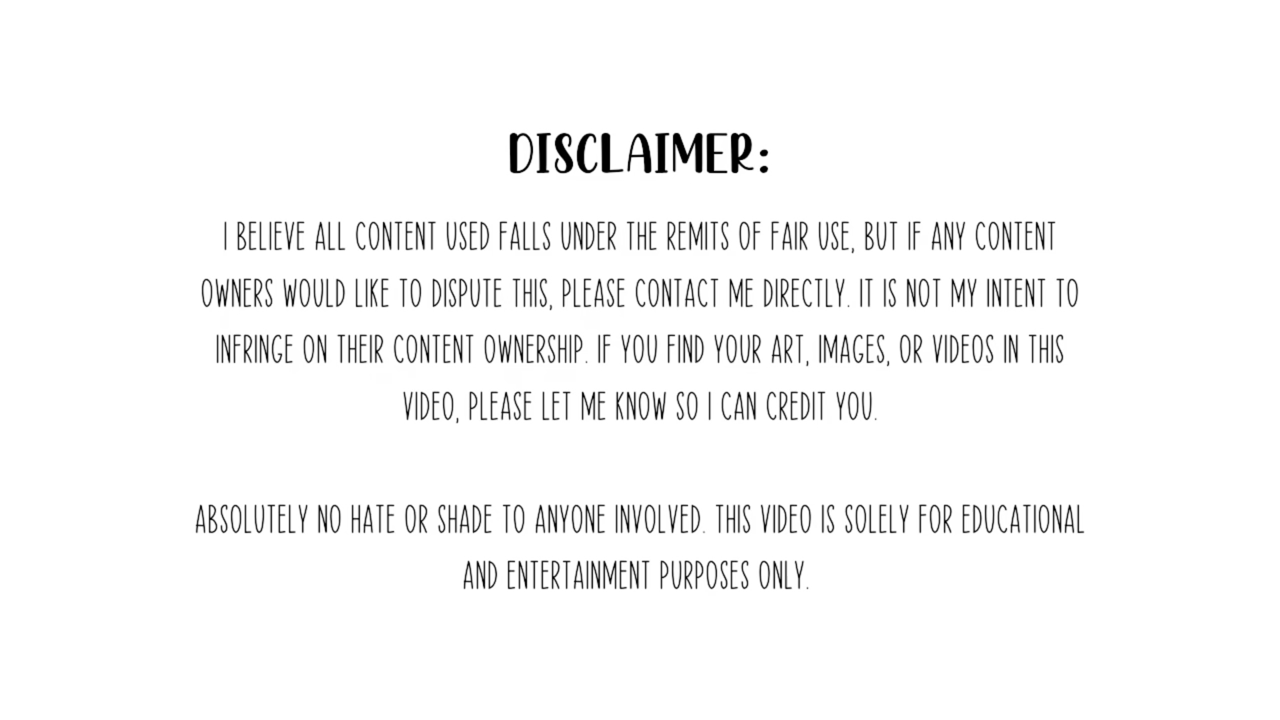 DISCLAIMER:
I BELIEVE ALL CONTENT USED FALLS UNDER THE REMITS OF FAIR USE, BUT IF ANY CONTENT
OWNERS WOULD LIKE TO DISPUTE THIS, PLEASE CONTACT ME DIRECTLY. IT IS NOT MY INTENT TO
INFRINGE ON THEIR CONTENT OWNERSHIP. IF YOU FIND YOUR ART, IMAGES, OR VIDEOS IN THIS
VIDEO, PLEASE LET ME KNOW SO I CAN CREDIT YOU.
ABSOLUTELY NO HATE OR SHADE TO ANYONE INVOLVED. THIS VIDEO IS SOLELY FOR EDUCATIONAL
AND ENTERTAINMENT PURPOSES ONLY.